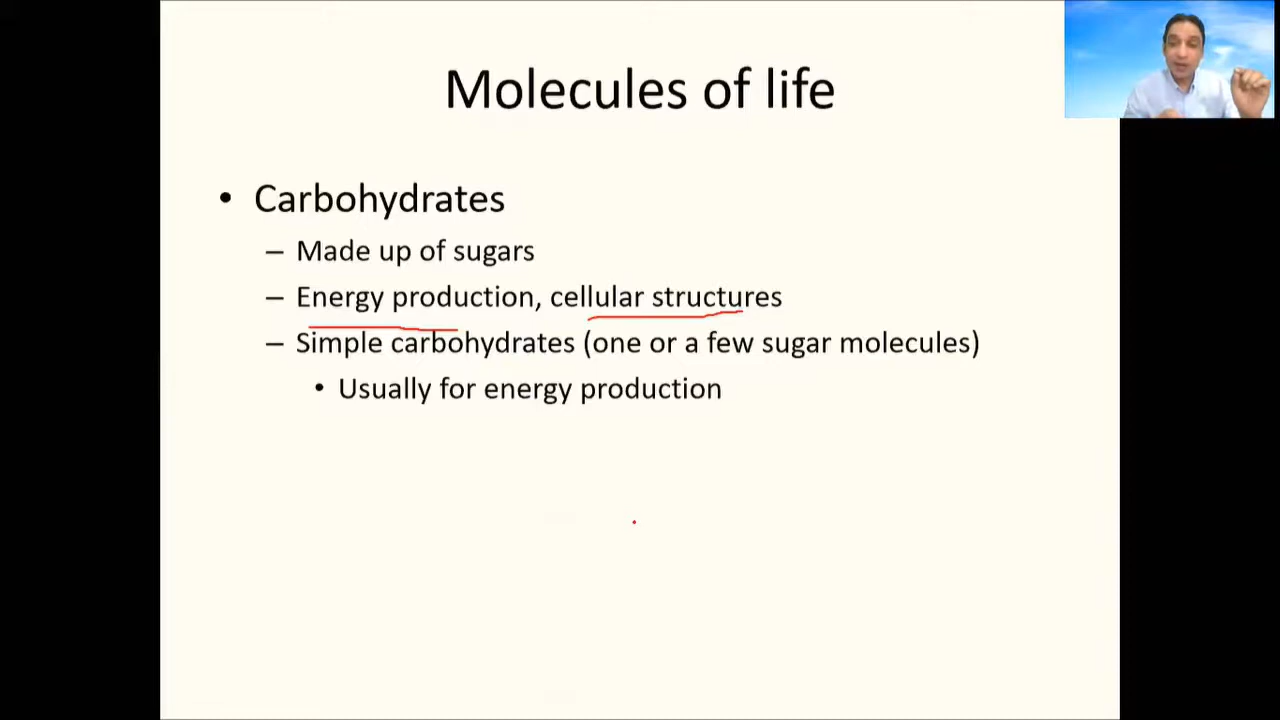 Molecules of life
• Carbohydrates
– Made up of sugars
– Energy production, cellular structures
– Simple carbohydrates (one or a few sugar molecules)
• Usually for energy production